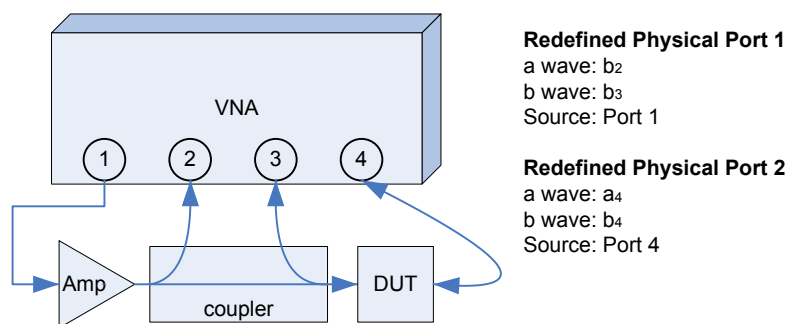 VNA
1 2 3 4
Amp
coupler
DUT
Redefined Physical Port 1
a wave: b₂
b wave: b₃
Source: Port 1
Redefined Physical Port 2
a wave: a₄
b wave: b₄
Source: Port 4